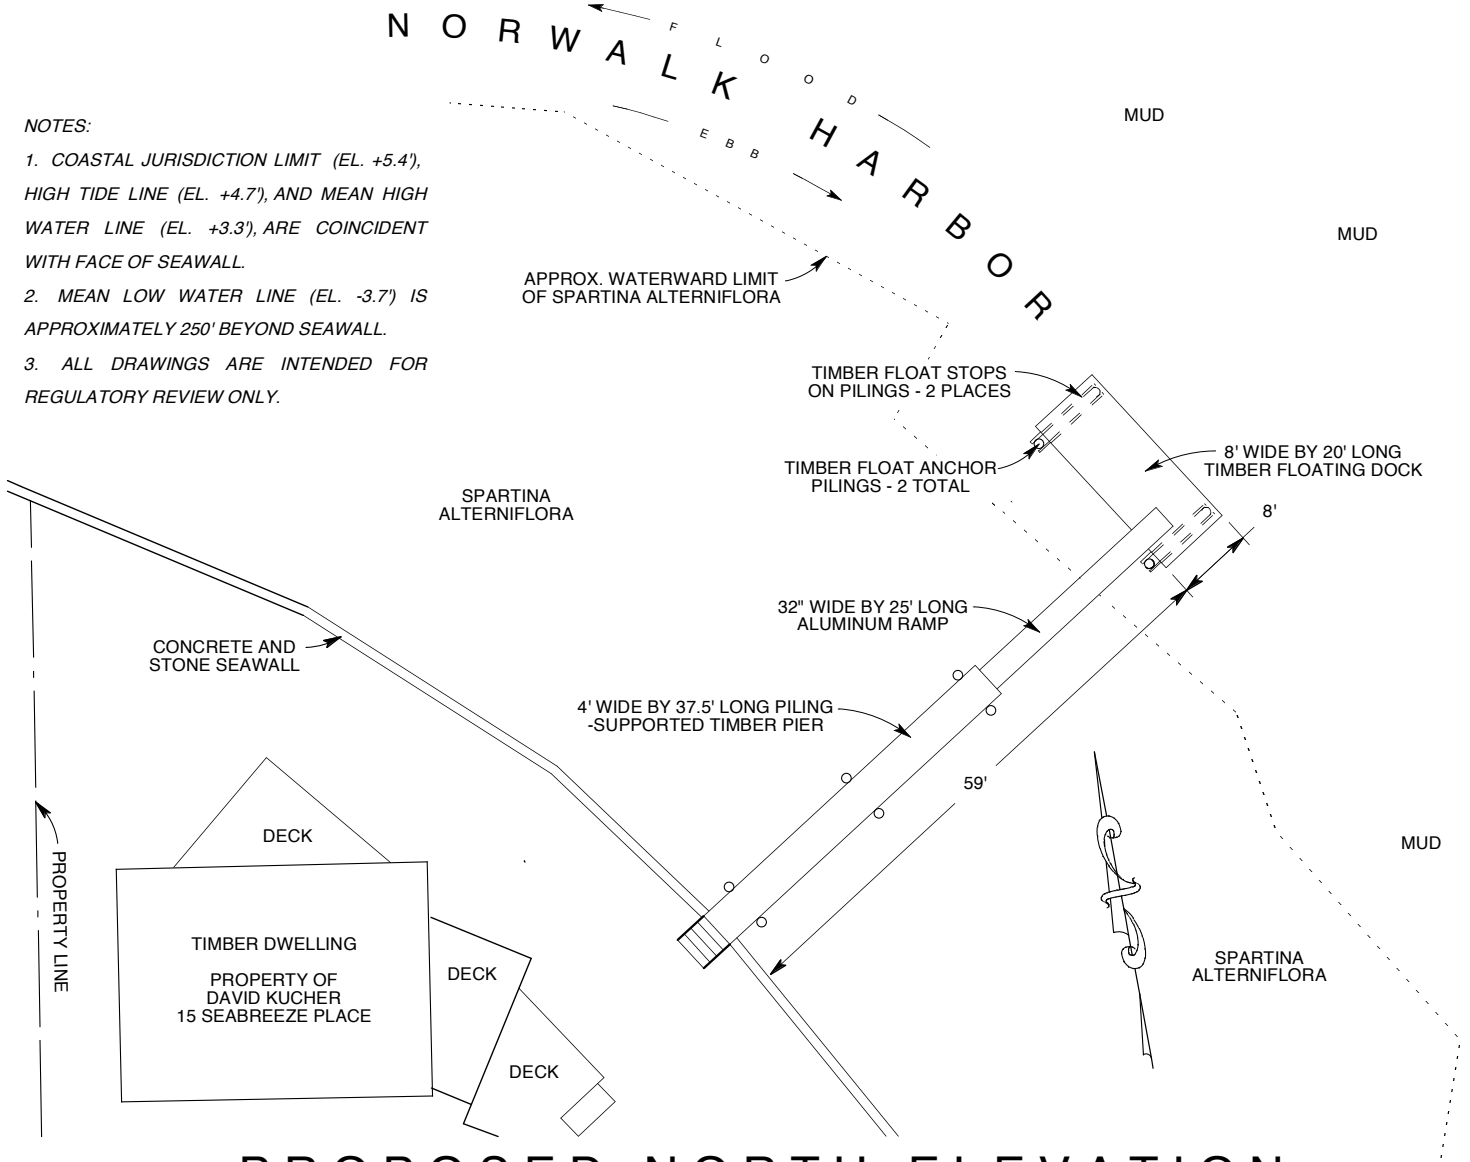 NORWALK HARBOR
FLOOD
EBB
MUD
MUD
NOTES:
1. COASTAL JURISDICTION LIMIT (EL. +5.4'),
HIGH TIDE LINE (EL. +4.7'), AND MEAN HIGH
WATER LINE (EL. +3.3'), ARE COINCIDENT
WITH FACE OF SEAWALL.
2. MEAN LOW WATER LINE (EL. -3.7') IS
APPROXIMATELY 250' BEYOND SEAWALL.
3. ALL DRAWINGS ARE INTENDED FOR
REGULATORY REVIEW ONLY.
APPROX. WATERWARD LIMIT
OF SPARTINA ALTERNIFLORA
TIMBER FLOAT STOPS
ON PILINGS - 2 PLACES
TIMBER FLOAT ANCHOR
PILINGS - 2 TOTAL
8' WIDE BY 20' LONG
TIMBER FLOATING DOCK
8'
SPARTINA
ALTERNIFLORA
32" WIDE BY 25' LONG
ALUMINUM RAMP
CONCRETE AND
STONE SEAWALL
4' WIDE BY 37.5' LONG PILING
-SUPPORTED TIMBER PIER
59'
DECK
MUD
PROPERTY LINE
TIMBER DWELLING
PROPERTY OF
DAVID KUCHER
15 SEABREEZE PLACE
DECK
DECK
SPARTINA
ALTERNIFLORA
PROPOSED NORTH ELEVATION